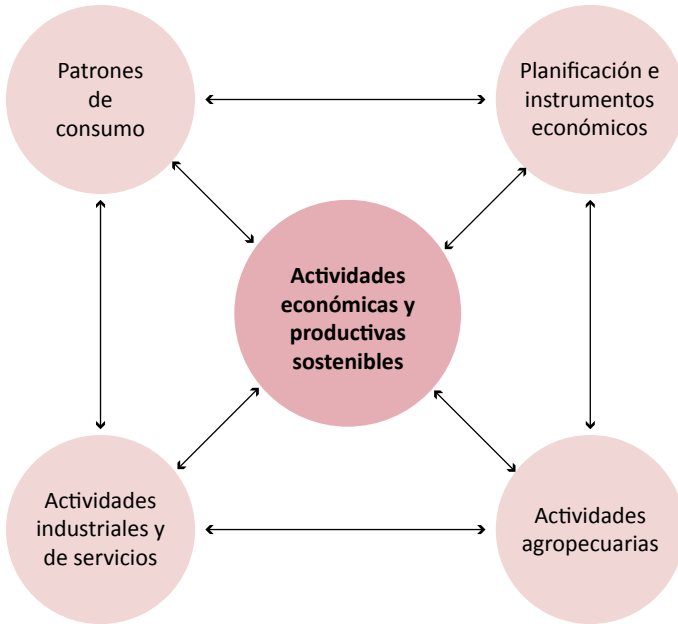 Patrones
de
consumo
Planificación e
instrumentos
económicos
Actividades
económicas y
productivas
sostenibles
Actividades
industriales y
de servicios
Actividades
agropecuarias